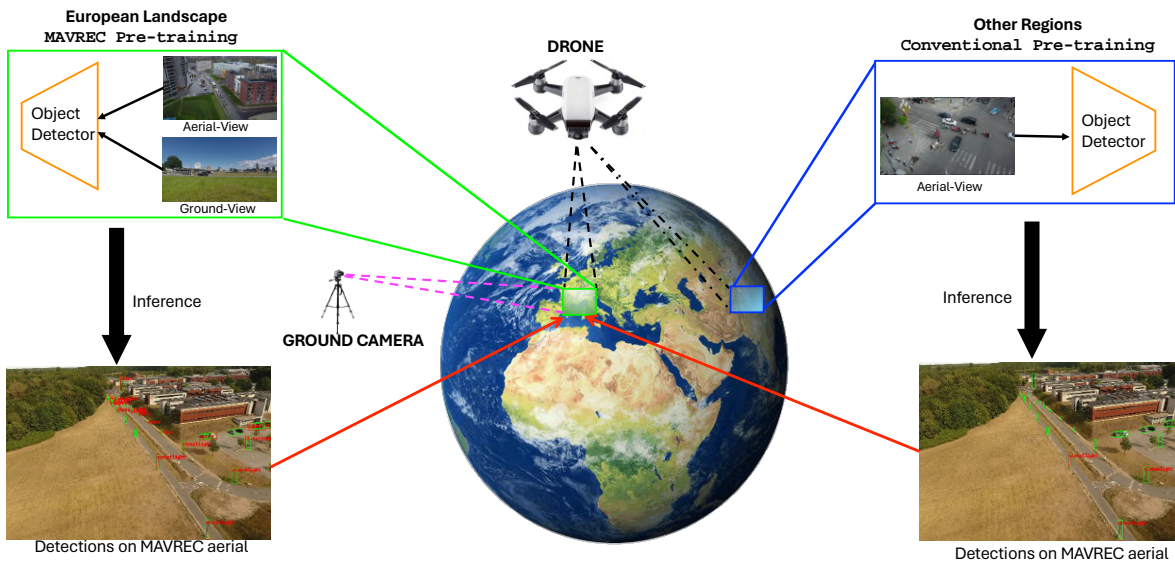 European Landscape
MAVREC Pre-training
Object
Detector
Aerial-View
Ground-View
Inference
Detections on MAVREC aerial
DRONE
GROUND CAMERA
Other Regions
Conventional Pre-training
Aerial-View
Object
Detector
Inference
Detections on MAVREC aerial